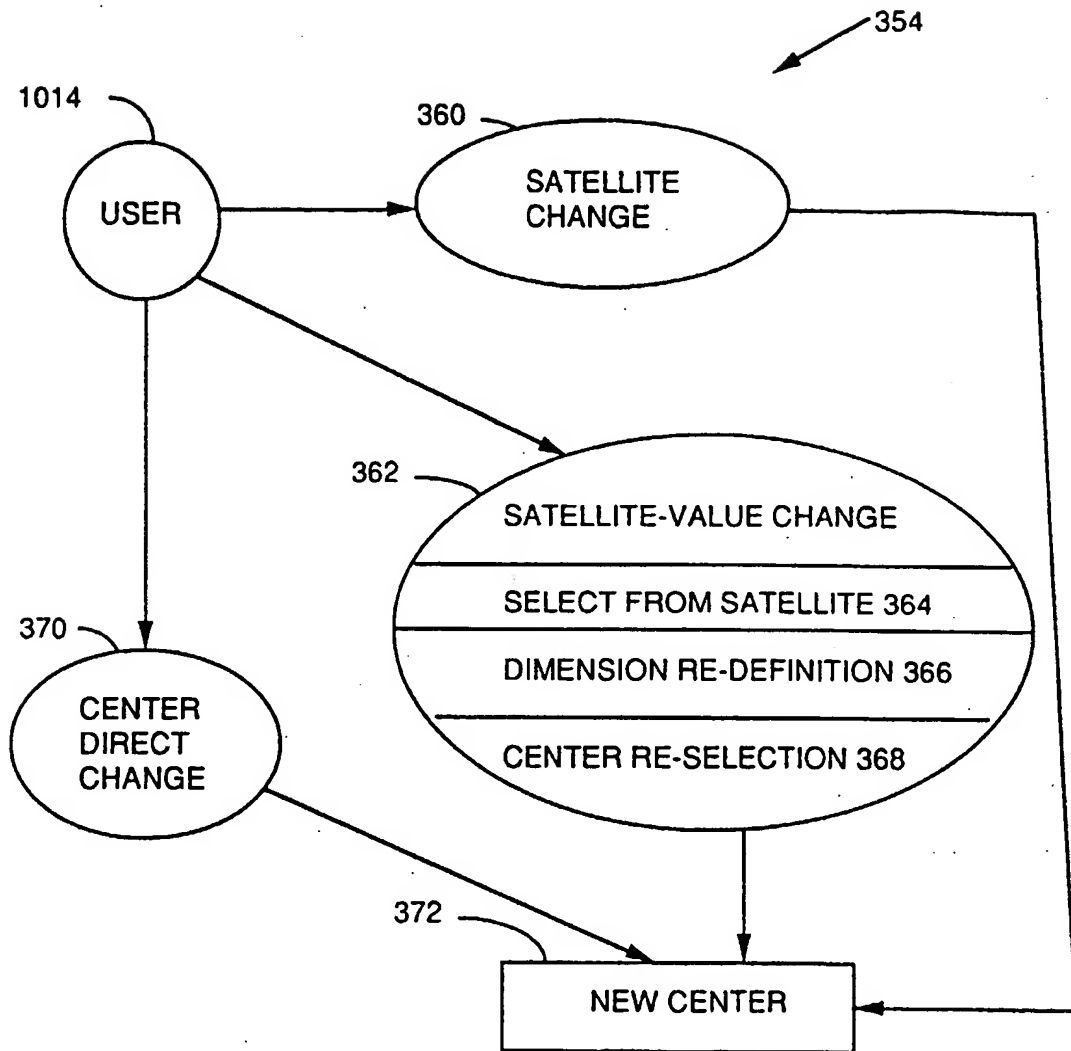 354
1014
360
USER
SATELLITE
CHANGE
362
SATELLITE-VALUE CHANGE
SELECT FROM SATELLITE 364
DIMENSION RE-DEFINITION 366
CENTER RE-SELECTION 368
370
CENTER
DIRECT
CHANGE
372
NEW CENTER